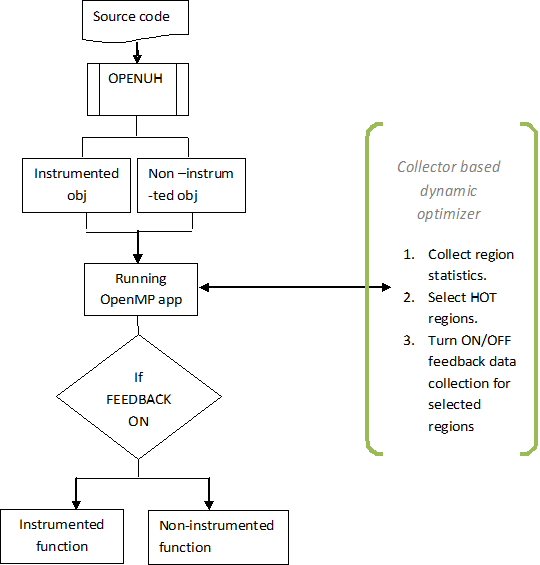 Source code
OPENUH
Instrumented
obj
Non –instrum
-ted obj
Collector based
dynamic
optimizer
1. Collect region
statistics.
2. Select HOT
regions.
3. Turn ON/OFF
feedback data
collection for
selected
regions
Running
OpenMP app
If
FEEDBACK
ON
Instrumented
function
Non-instrumented
function